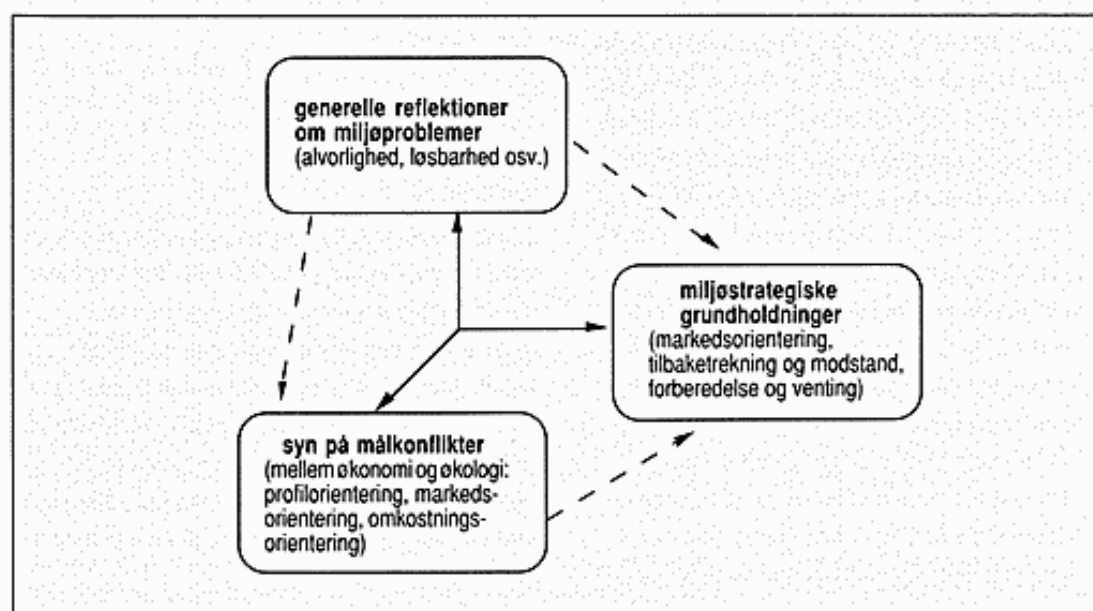 generelle reflektioner
om miljøproblemer
(alvorlighed, løsbarhed osv.)
miljøstrategiske
grundholdninger
(markedsorientering,
tilbaketrekning og modstand,
forberedelse og venting)
syn på målkonflikter
(mellem økonomi og økologi:
profilorientering, markeds-
orientering, omkostnings-
orientering)